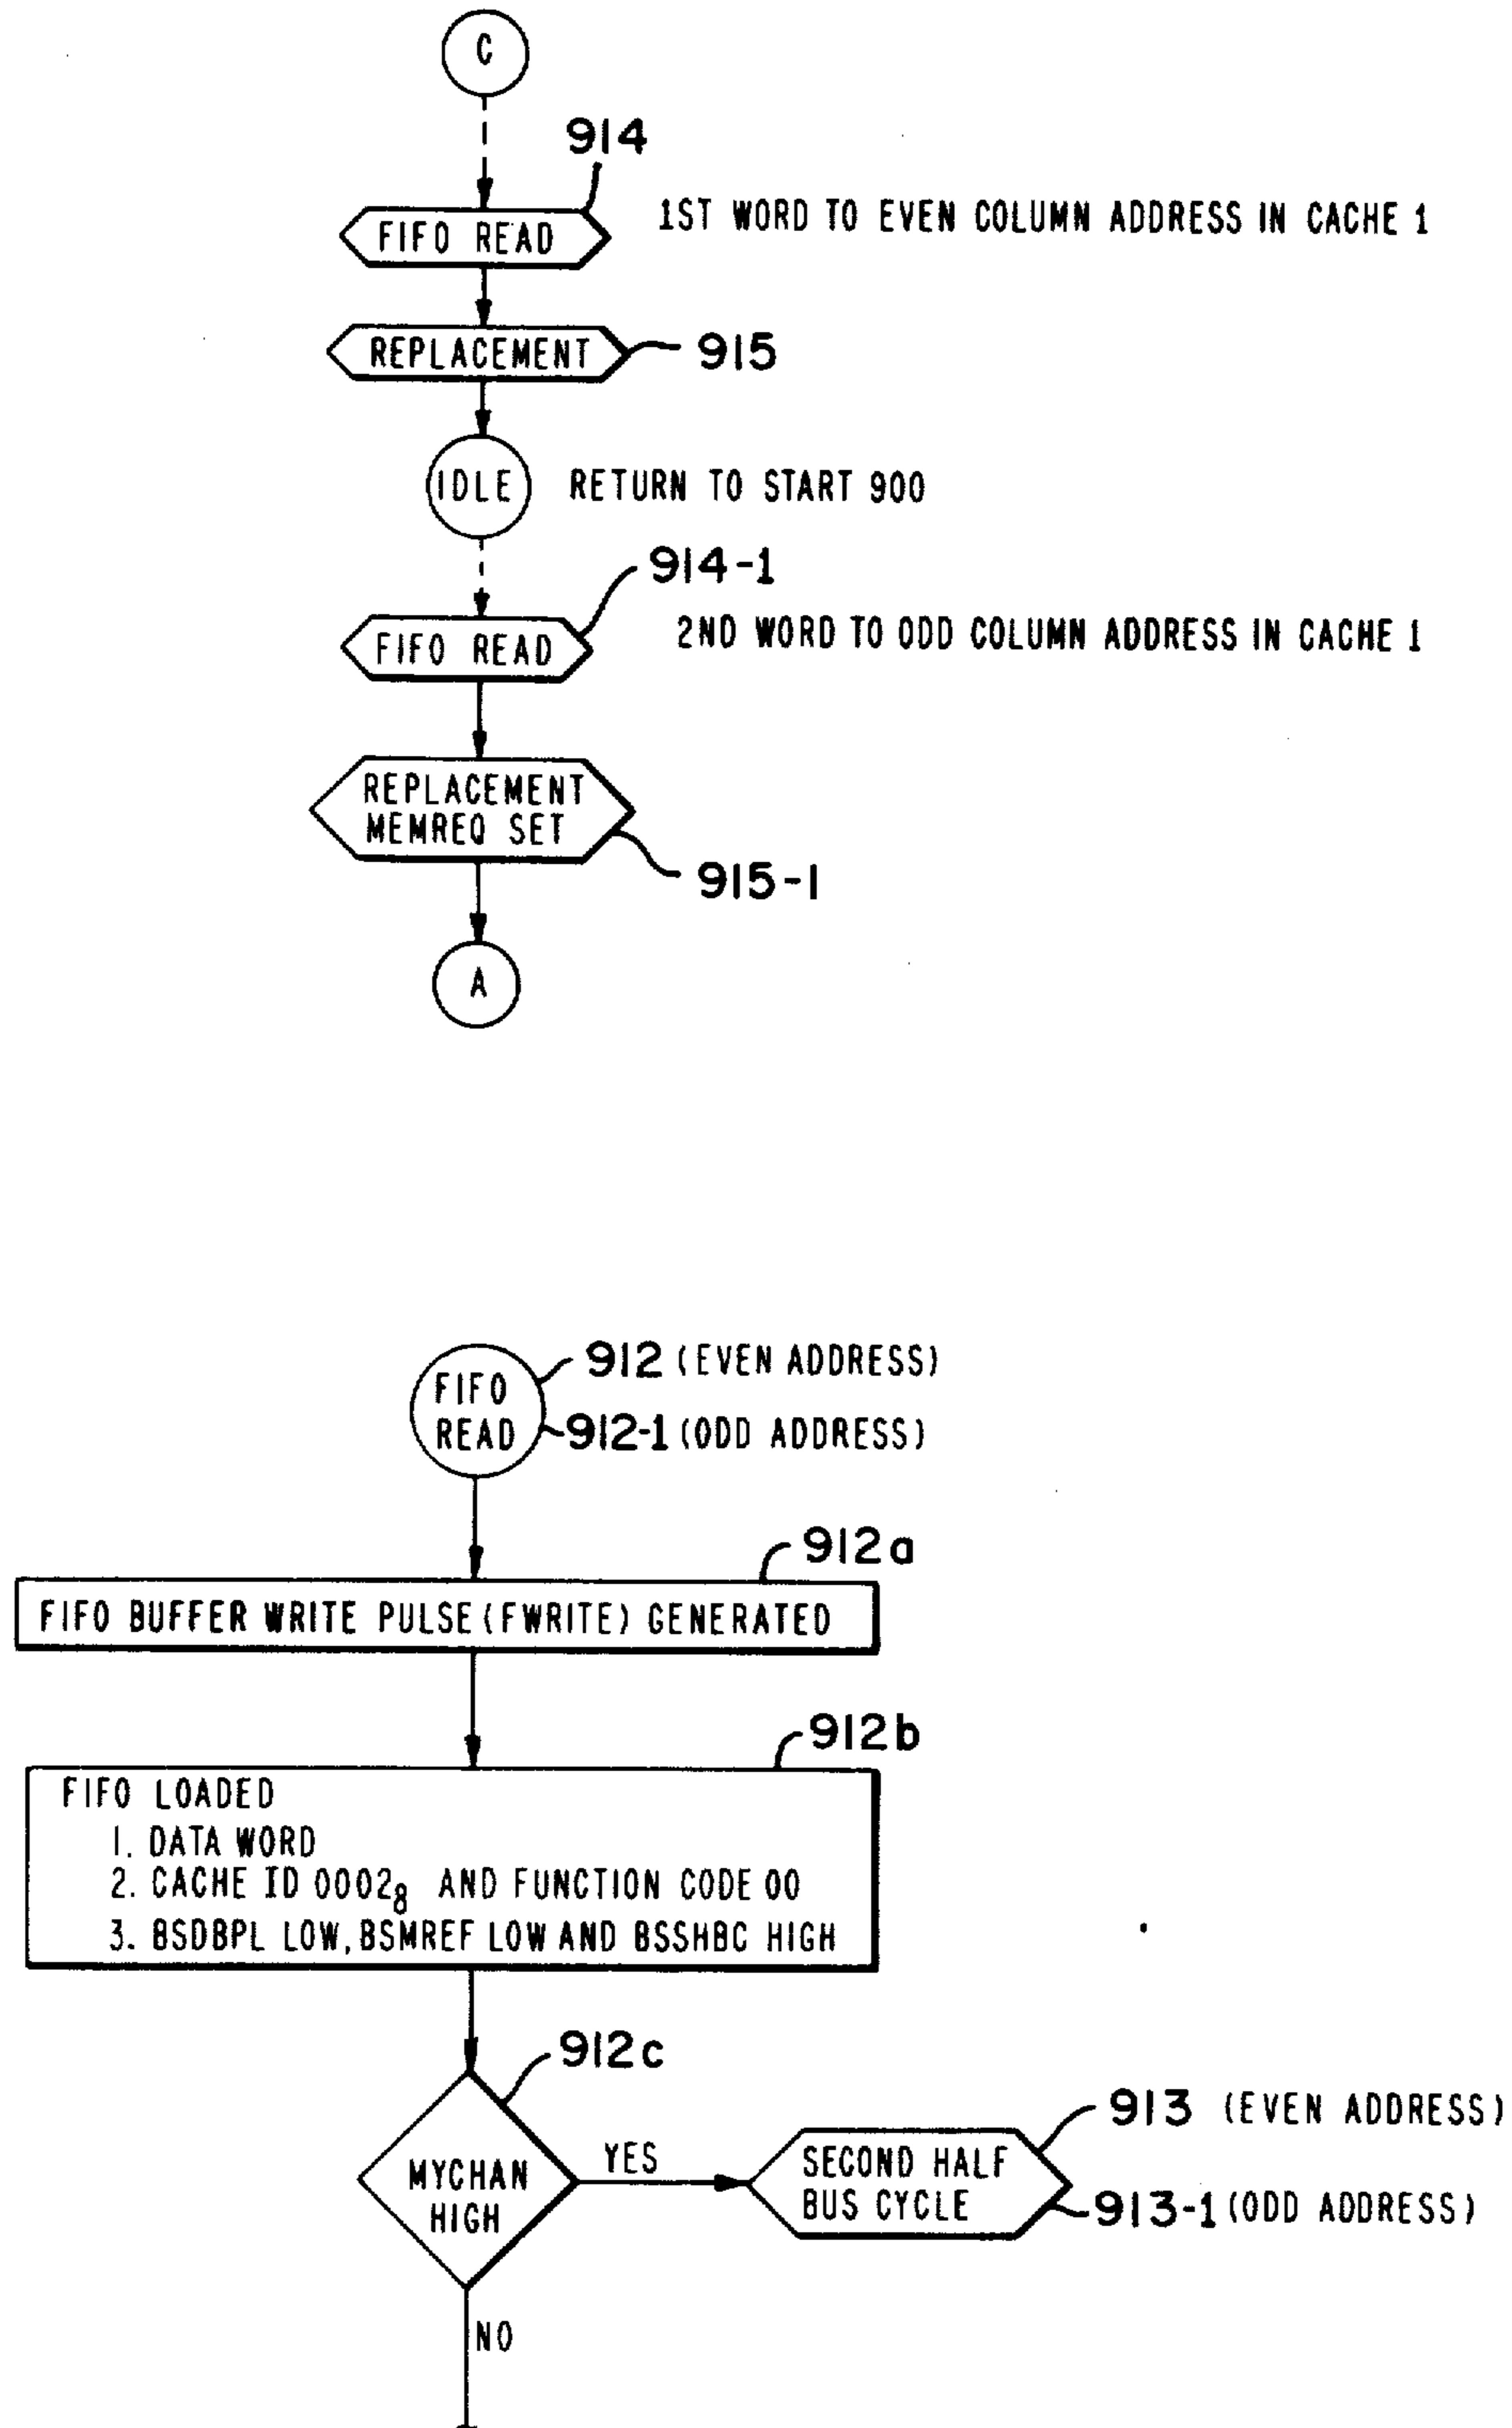 C
914
FIFO READ
1ST WORD TO EVEN COLUMN ADDRESS IN CACHE 1
REPLACEMENT
915
IDLE
RETURN TO START 900
914-1
FIFO READ
2ND WORD TO ODD COLUMN ADDRESS IN CACHE 1
REPLACEMENT
MEMREQ SET
915-1
A
FIFO
READ
912 (EVEN ADDRESS)
912-1 (ODD ADDRESS)
912a
FIFO BUFFER WRITE PULSE (FWRITE) GENERATED
912b
FIFO LOADED
1. DATA WORD
2. CACHE ID 0002₈ AND FUNCTION CODE 00
3. BSDBPL LOW, BSMREF LOW AND BSSHBC HIGH
912c
MYCHAN
HIGH
YES
SECOND HALF
BUS CYCLE
913 (EVEN ADDRESS)
913-1 (ODD ADDRESS)
NO